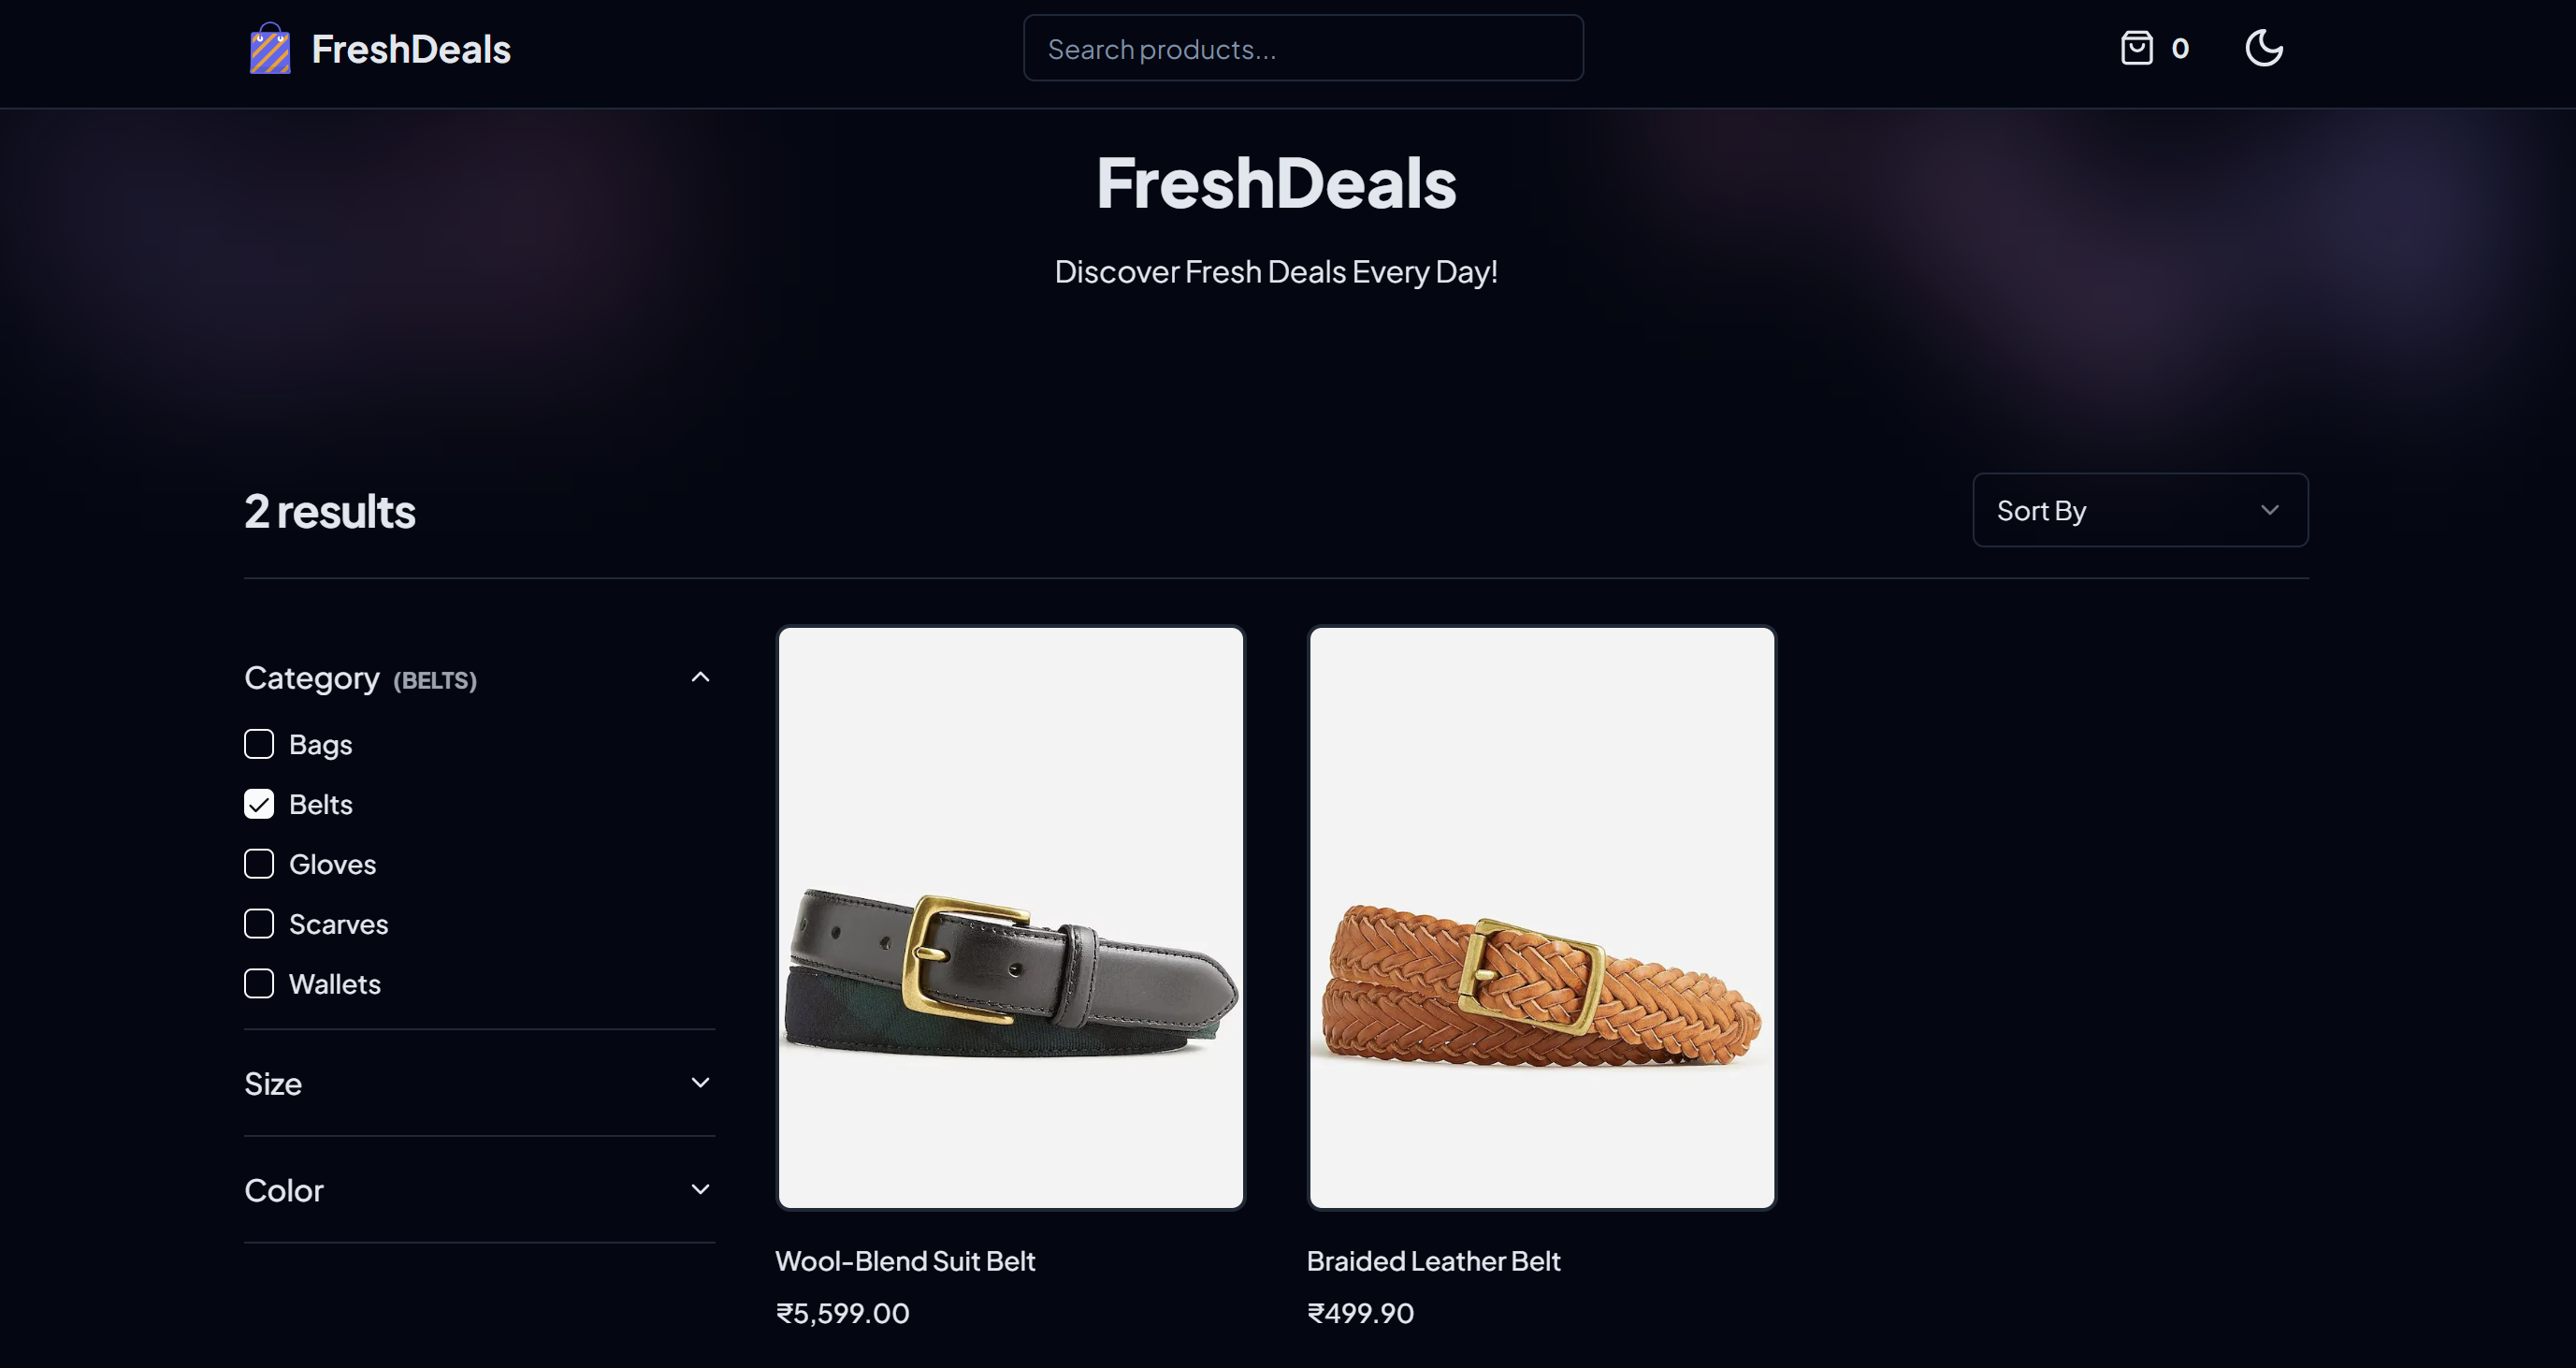 FreshDeals
Search products...
0
FreshDeals
Discover Fresh Deals Every Day!
2 results
Sort By
Category (BELTS)
Bags
Belts
Gloves
Scarves
Wallets
Size
Color
Wool-Blend Suit Belt
₹5,599.00
Braided Leather Belt
₹499.90